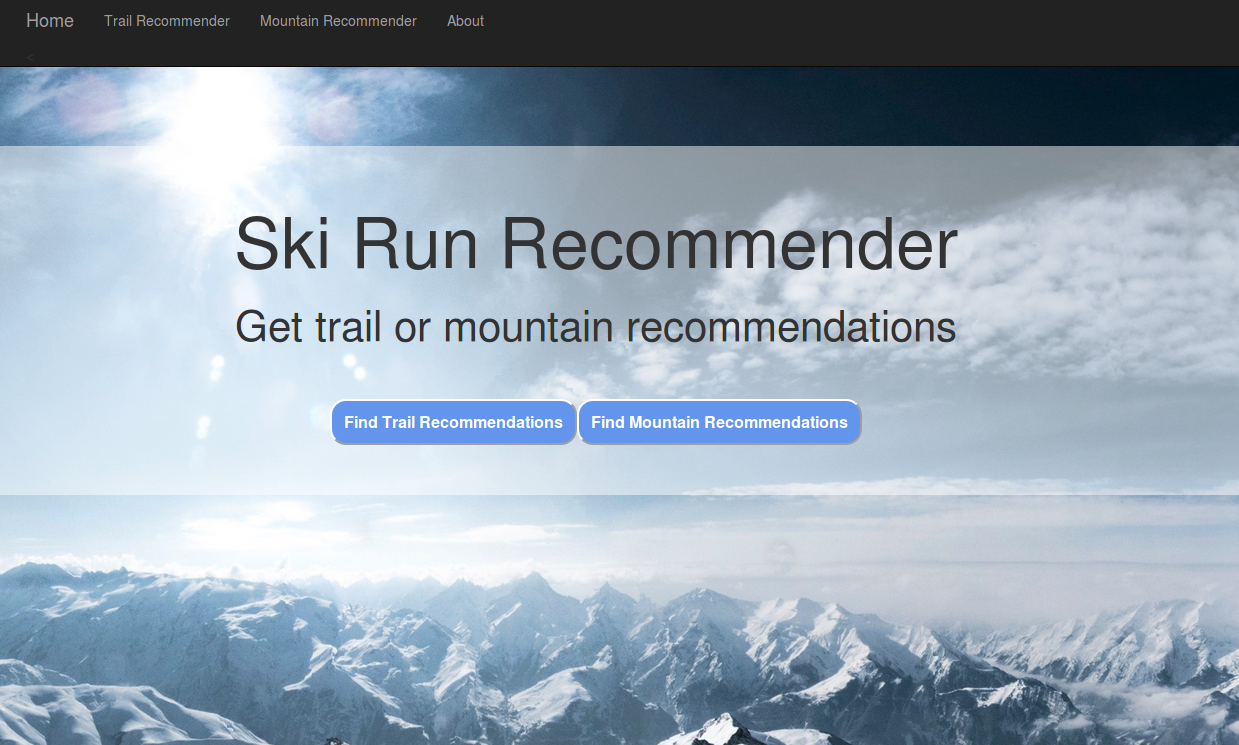 Home Trail Recommender Mountain Recommender About
<
Ski Run Recommender
Get trail or mountain recommendations
Find Trail Recommendations Find Mountain Recommendations